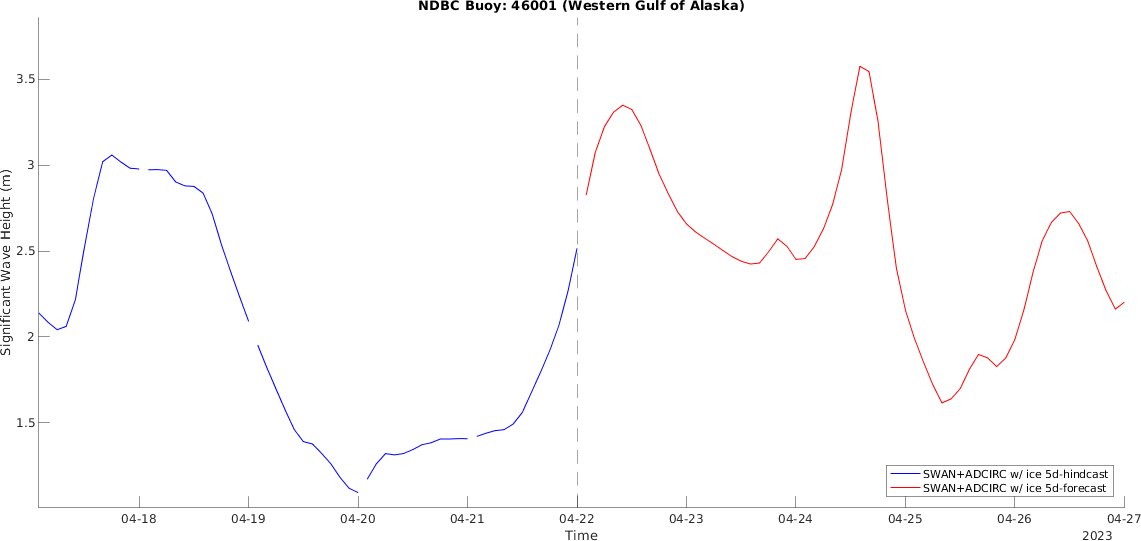 NDBC Buoy: 46001 (Western Gulf of Alaska)
Significant Wave Height (m)
3.5
3
2.5
2
1.5
SWAN+ADCIRC w/ ice 5d-hindcast
SWAN+ADCIRC w/ ice 5d-forecast
04-18 04-19 04-20 04-21 04-22 04-23 04-24 04-25 04-26 04-27
Time
2023